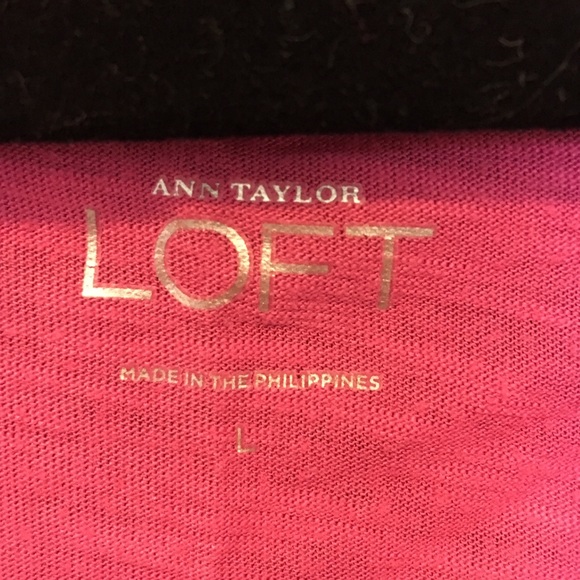 ANN TAYLOR
LOFT
MADE IN THE PHILIPPINES
L